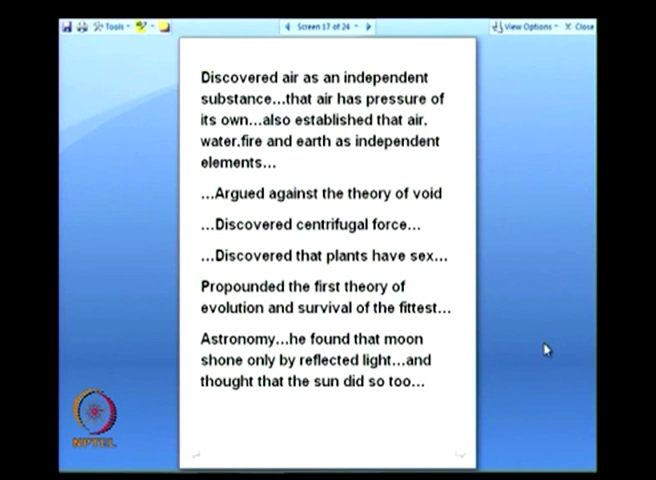 Tools
Screen 17 of 24
View Options
Close
Discovered air as an independent
substance...that air has pressure of
its own...also established that air.
water.fire and earth as independent
elements...
...Argued against the theory of void
...Discovered centrifugal force...
...Discovered that plants have sex...
Propounded the first theory of
evolution and survival of the fittest...
Astronomy...he found that moon
shone only by reflected light...and
thought that the sun did so too...
NPTEL